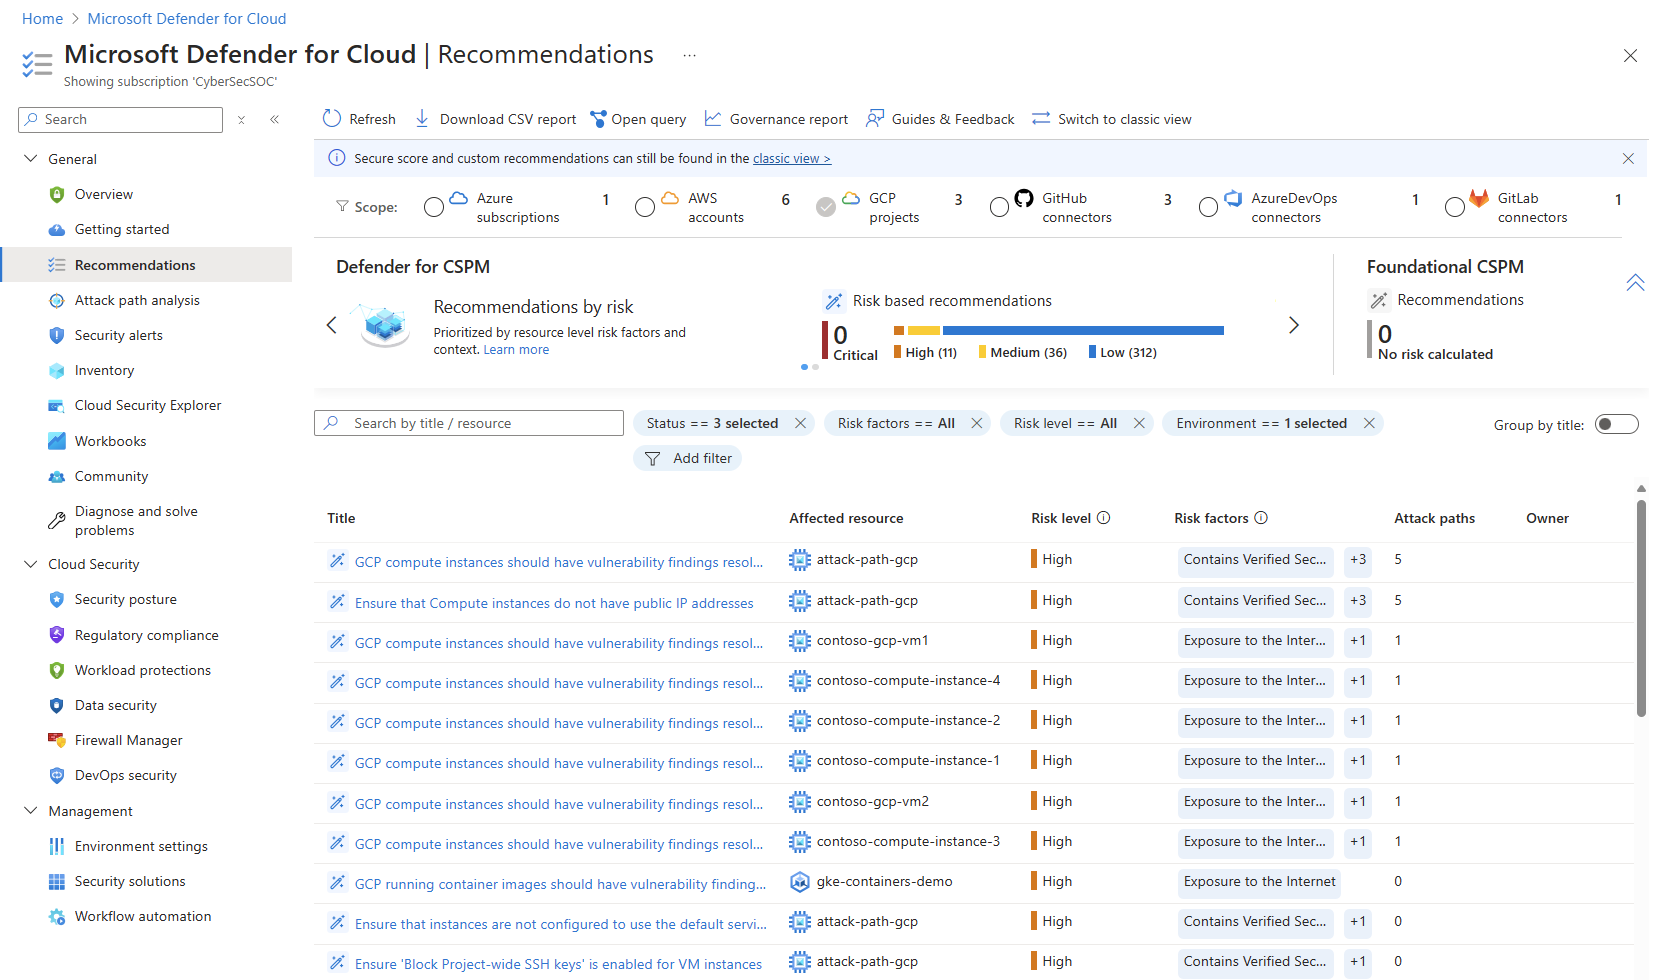 Home > Microsoft Defender for Cloud
Microsoft Defender for Cloud | Recommendations ...
Showing subscription 'CyberSecSOC'
Search
General
Overview
Getting started
Recommendations
Attack path analysis
Security alerts
Inventory
Cloud Security Explorer
Workbooks
Community
Diagnose and solve
problems
Cloud Security
Security posture
Regulatory compliance
Workload protections
Data security
Firewall Manager
DevOps security
Management
Environment settings
Security solutions
Workflow automation
Refresh Download CSV report Open query Governance report Guides & Feedback Switch to classic view
Secure score and custom recommendations can still be found in the classic view >
Scope:
Azure
subscriptions
1
AWS
accounts
6
GCP
projects
3
GitHub
connectors
3
AzureDevOps
connectors
1
GitLab
connectors
1
Defender for CSPM
Recommendations by risk
Prioritized by resource level risk factors and
context. Learn more
Risk based recommendations
0
Critical
High (11) Medium (36) Low (312)
Foundational CSPM
Recommendations
0
No risk calculated
Search by title / resource
Status == 3 selected
Risk factors == All
Risk level == All
Environment == 1 selected
Add filter
Group by title:
Title Affected resource Risk level Risk factors Attack paths Owner
GCP compute instances should have vulnerability findings resol... attack-path-gcp High Contains Verified Sec... +3 5
Ensure that Compute instances do not have public IP addresses attack-path-gcp High Contains Verified Sec... +3 5
GCP compute instances should have vulnerability findings resol... contoso-gcp-vm1 High Exposure to the Inter... +1 1
GCP compute instances should have vulnerability findings resol... contoso-compute-instance-4 High Exposure to the Inter... +1 1
GCP compute instances should have vulnerability findings resol... contoso-compute-instance-2 High Exposure to the Inter... +1 1
GCP compute instances should have vulnerability findings resol... contoso-compute-instance-1 High Exposure to the Inter... +1 1
GCP compute instances should have vulnerability findings resol... contoso-gcp-vm2 High Exposure to the Inter... +1 1
GCP compute instances should have vulnerability findings resol... contoso-compute-instance-3 High Exposure to the Inter... +1 1
GCP running container images should have vulnerability finding... gke-containers-demo High Exposure to the Internet 0
Ensure that instances are not configured to use the default servi... attack-path-gcp High Contains Verified Sec... +1 0
Ensure 'Block Project-wide SSH keys' is enabled for VM instances attack-path-gcp High Contains Verified Sec... +1 0